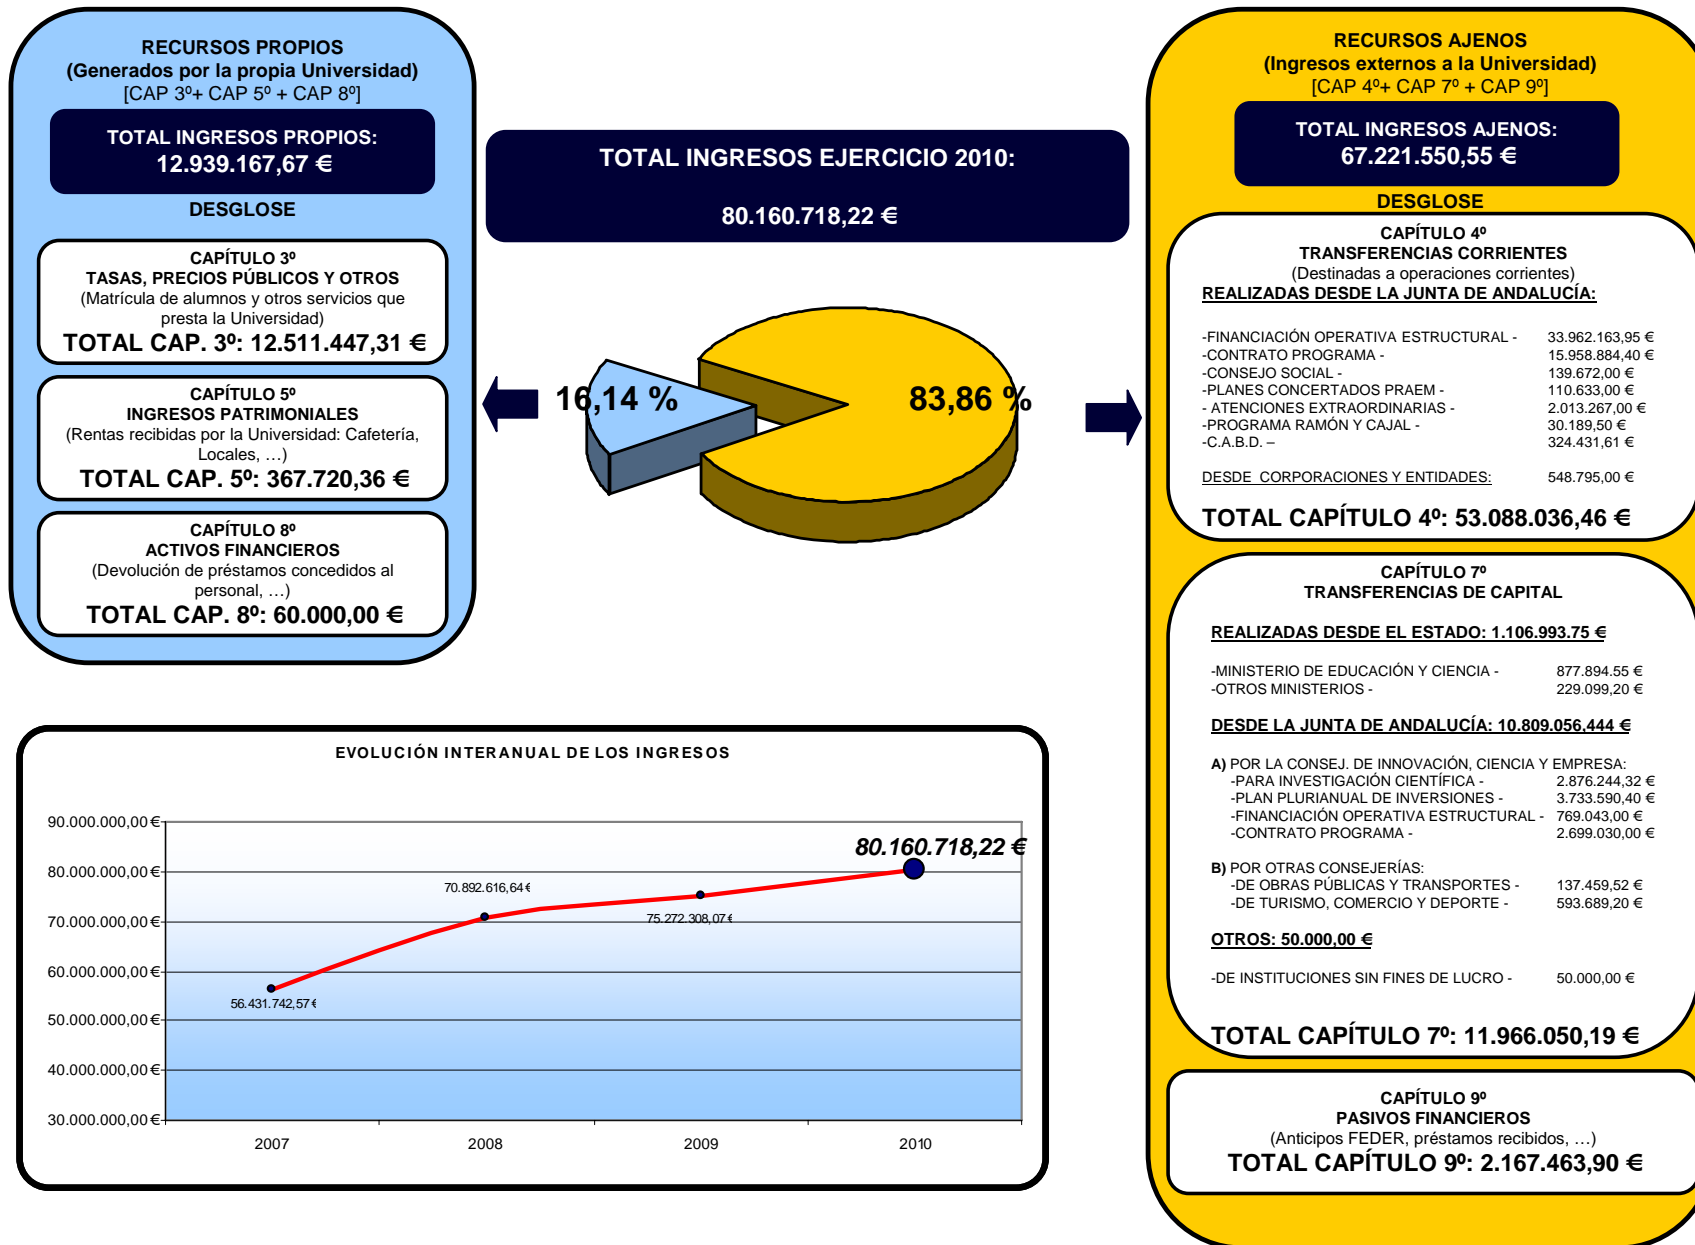 RECURSOS PROPIOS
(Generados por la propia Universidad)
[CAP 3º+ CAP 5º + CAP 8º]
TOTAL INGRESOS PROPIOS:
12.939.167,67 €
DESGLOSE
CAPÍTULO 3º
TASAS, PRECIOS PÚBLICOS Y OTROS
(Matrícula de alumnos y otros servicios que
presta la Universidad)
TOTAL CAP. 3º: 12.511.447,31 €
CAPÍTULO 5º
INGRESOS PATRIMONIALES
(Rentas recibidas por la Universidad: Cafetería,
Locales, …)
TOTAL CAP. 5º: 367.720,36 €
CAPÍTULO 8º
ACTIVOS FINANCIEROS
(Devolución de préstamos concedidos al
personal, …)
TOTAL CAP. 8º: 60.000,00 €
TOTAL INGRESOS EJERCICIO 2010:
80.160.718,22 €
16,14 %
83,86 %
RECURSOS AJENOS
(Ingresos externos a la Universidad)
[CAP 4º+ CAP 7º + CAP 9º]
TOTAL INGRESOS AJENOS:
67.221.550,55 €
DESGLOSE
CAPÍTULO 4º
TRANSFERENCIAS CORRIENTES
(Destinadas a operaciones corrientes)
REALIZADAS DESDE LA JUNTA DE ANDALUCÍA:
-FINANCIACIÓN OPERATIVA ESTRUCTURAL - 33.962.163,95 €
-CONTRATO PROGRAMA - 15.958.884,40 €
-CONSEJO SOCIAL - 139.672,00 €
-PLANES CONCERTADOS PRAEM - 110.633,00 €
- ATENCIONES EXTRAORDINARIAS - 2.013.267,00 €
-PROGRAMA RAMÓN Y CAJAL - 30.189,50 €
-C.A.B.D. – 324.431,61 €
DESDE CORPORACIONES Y ENTIDADES: 548.795,00 €
TOTAL CAPÍTULO 4º: 53.088.036,46 €
CAPÍTULO 7º
TRANSFERENCIAS DE CAPITAL
REALIZADAS DESDE EL ESTADO: 1.106.993.75 €
-MINISTERIO DE EDUCACIÓN Y CIENCIA - 877.894.55 €
-OTROS MINISTERIOS - 229.099,20 €
DESDE LA JUNTA DE ANDALUCÍA: 10.809.056,444 €
A) POR LA CONSEJ. DE INNOVACIÓN, CIENCIA Y EMPRESA:
-PARA INVESTIGACIÓN CIENTÍFICA - 2.876.244,32 €
-PLAN PLURIANUAL DE INVERSIONES - 3.733.590,40 €
-FINANCIACIÓN OPERATIVA ESTRUCTURAL - 769.043,00 €
-CONTRATO PROGRAMA - 2.699.030,00 €
B) POR OTRAS CONSEJERÍAS:
-DE OBRAS PÚBLICAS Y TRANSPORTES - 137.459,52 €
-DE TURISMO, COMERCIO Y DEPORTE - 593.689,20 €
OTROS: 50.000,00 €
-DE INSTITUCIONES SIN FINES DE LUCRO - 50.000,00 €
TOTAL CAPÍTULO 7º: 11.966.050,19 €
CAPÍTULO 9º
PASIVOS FINANCIEROS
(Anticipos FEDER, préstamos recibidos, …)
TOTAL CAPÍTULO 9º: 2.167.463,90 €
EVOLUCIÓN INTERANUAL DE LOS INGRESOS
90.000.000,00 €
80.000.000,00 €
70.000.000,00 €
60.000.000,00 €
50.000.000,00 €
40.000.000,00 €
30.000.000,00 €
56.431.742,57 €
70.892.616,64 €
75.272.308,07 €
80.160.718,22 €
2007
2008
2009
2010